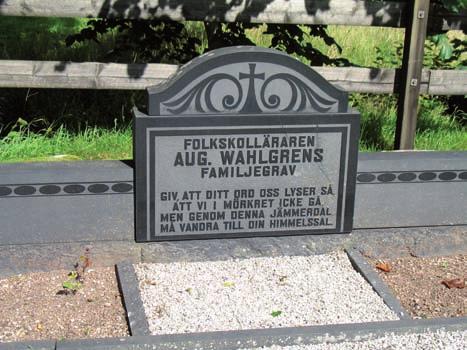 FOLKSKOLLÄRAREN
AUG. WAHLGRENS
FAMILJEGRAV
GIV, ATT DITT ORD OSS LYSER SÅ
ATT VI I MÖRKRET ICKE GÅ,
MEN GENOM DENNA JÄMMERDAL
MÅ VANDRA TILL DIN HIMMELSSAL.